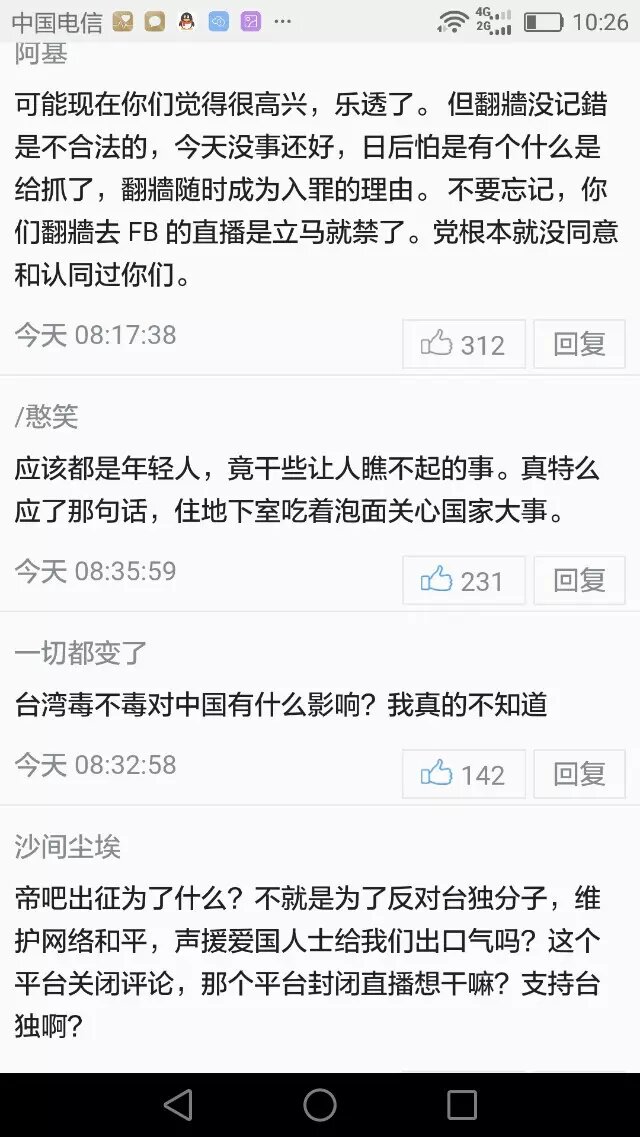 中国电信 ··· 4G 2G 10:26
阿基
可能现在你们觉得很高兴，乐透了。但翻牆没记錯
是不合法的，今天没事还好，日后怕是有个什么是
给抓了，翻牆随时成为入罪的理由。不要忘记，你
们翻牆去 FB 的直播是立马就禁了。党根本就没同意
和认同过你们。
今天 08:17:38 312 回复
/憨笑
应该都是年轻人，竟干些让人瞧不起的事。真特么
应了那句话，住地下室吃着泡面关心国家大事。
今天 08:35:59 231 回复
一切都变了
台湾毒不毒对中国有什么影响？我真的不知道
今天 08:32:58 142 回复
沙间尘埃
帝吧出征为了什么？不就是为了反对台独分子，维
护网络和平，声援爱国人士给我们出口气吗？这个
平台关闭评论，那个平台封闭直播想干嘛？支持台
独啊？